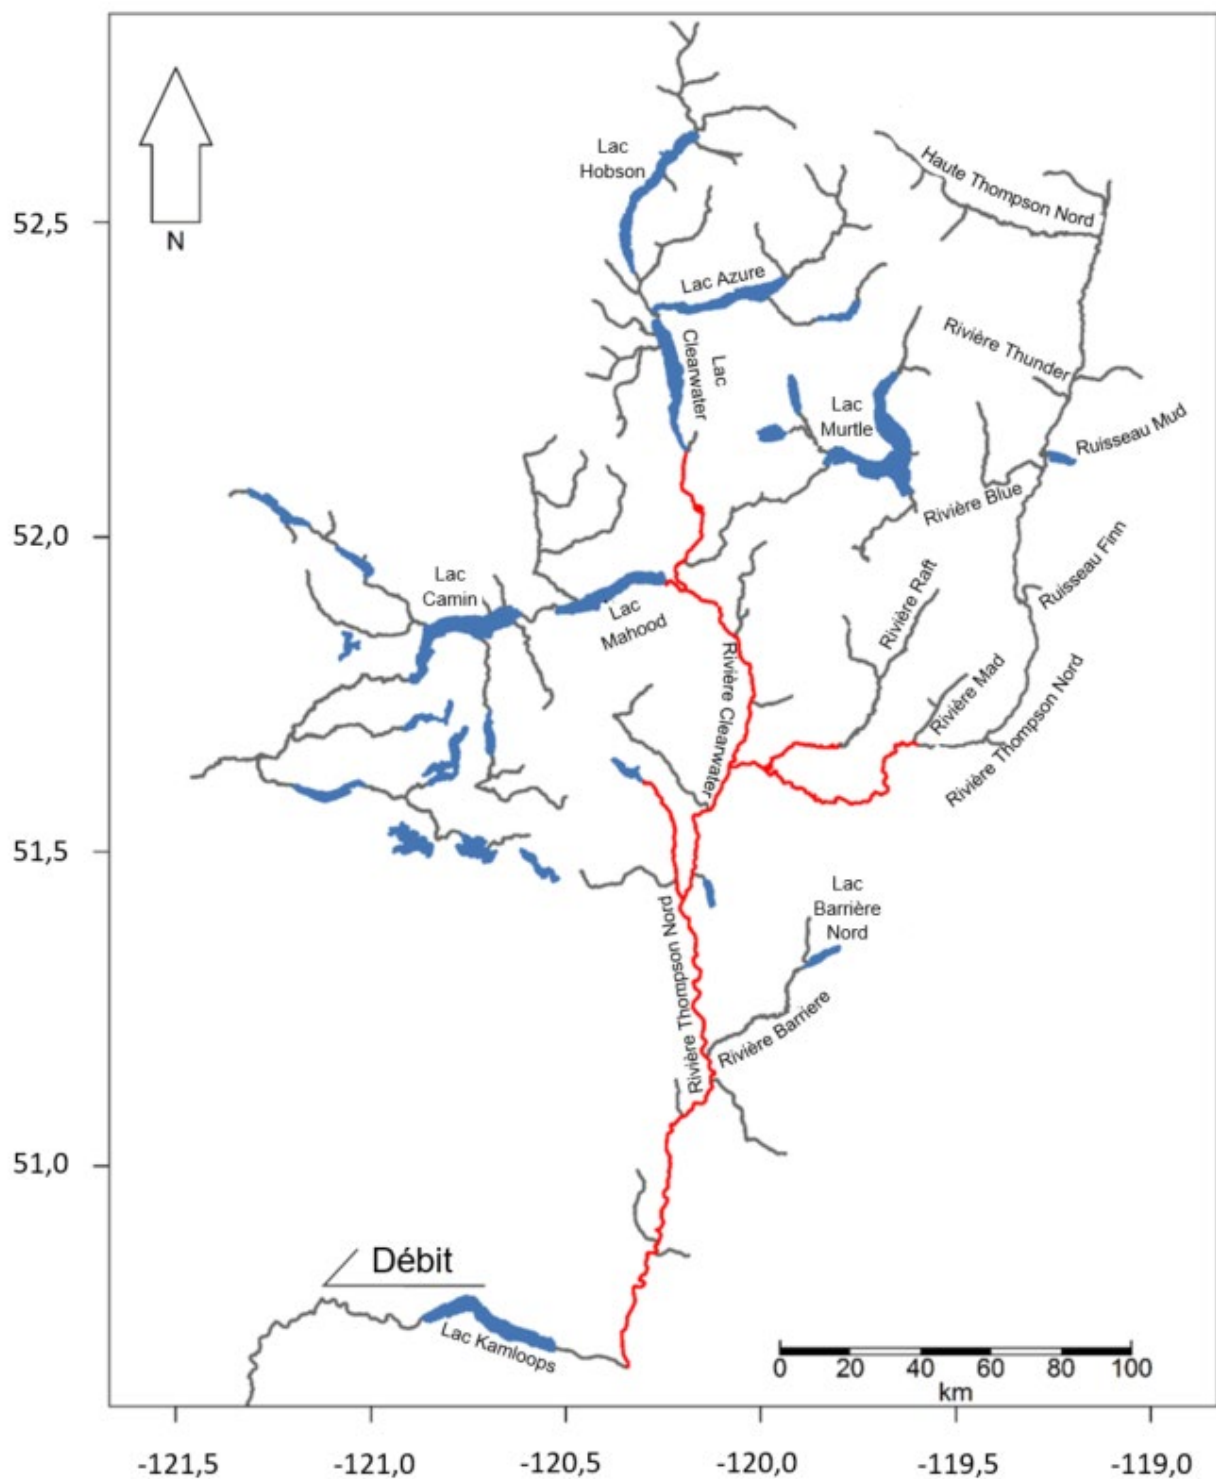 Lac
Hobson
Haute Thompson Nord
52,5
N
Lac Azure
Lac
Clearwater
Rivière Thunder
Lac
Murtle
Ruisseau Mud
Rivière Blue
52,0
Ruisseau Finn
Lac
Camin
Lac
Mahood
Rivière Raft
Rivière Clearwater
Rivière Mad
Rivière Thompson Nord
51,5
Lac
Barrière
Nord
Rivière Thompson Nord
Rivière Barriere
51,0
Débit
Lac Kamloops
0 20 40 60 80 100
km
-121,5 -121,0 -120,5 -120,0 -119,5 -119,0